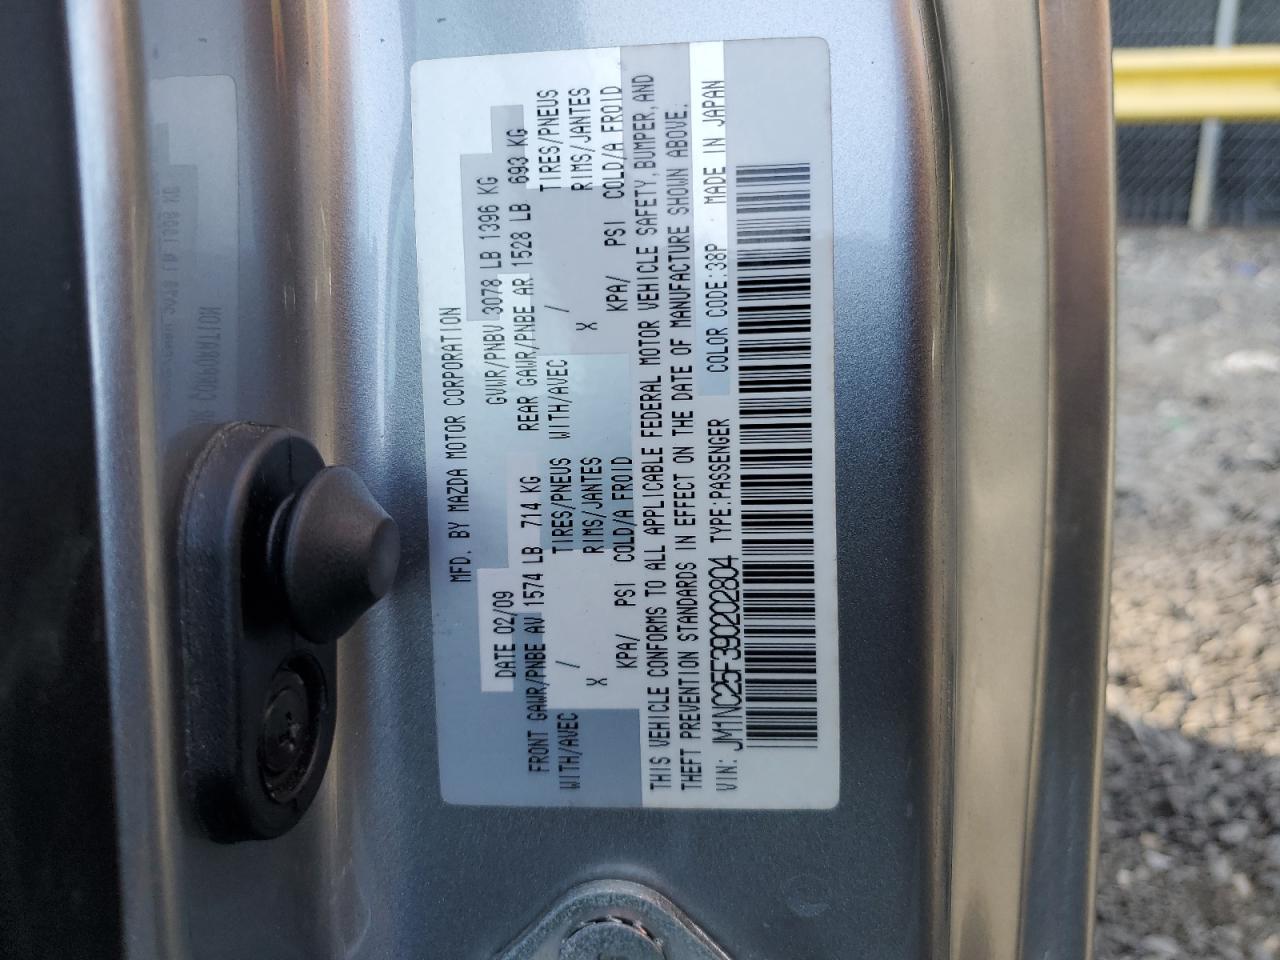 MFD. BY MAZDA MOTOR CORPORATION
DATE 02/09 GVWR/PNBV 3078 LB 1396 KG
FRONT GAWR/PNBE AV 1574 LB 714 KG REAR GAWR/PNBE AR 1528 LB 693 KG
WITH/AVEC / TIRES/PNEUS WITH/AVEC / TIRES/PNEUS
X RIMS/JANTES X RIMS/JANTES
KPA/ PSI COLD/A FROID KPA/ PSI COLD/A FROID
THIS VEHICLE CONFORMS TO ALL APPLICABLE FEDERAL MOTOR VEHICLE SAFETY, BUMPER, AND
THEFT PREVENTION STANDARDS IN EFFECT ON THE DATE OF MANUFACTURE SHOWN ABOVE.
VIN: JM1NC25F390202804 TYPE:PASSENGER COLOR CODE:38P MADE IN JAPAN